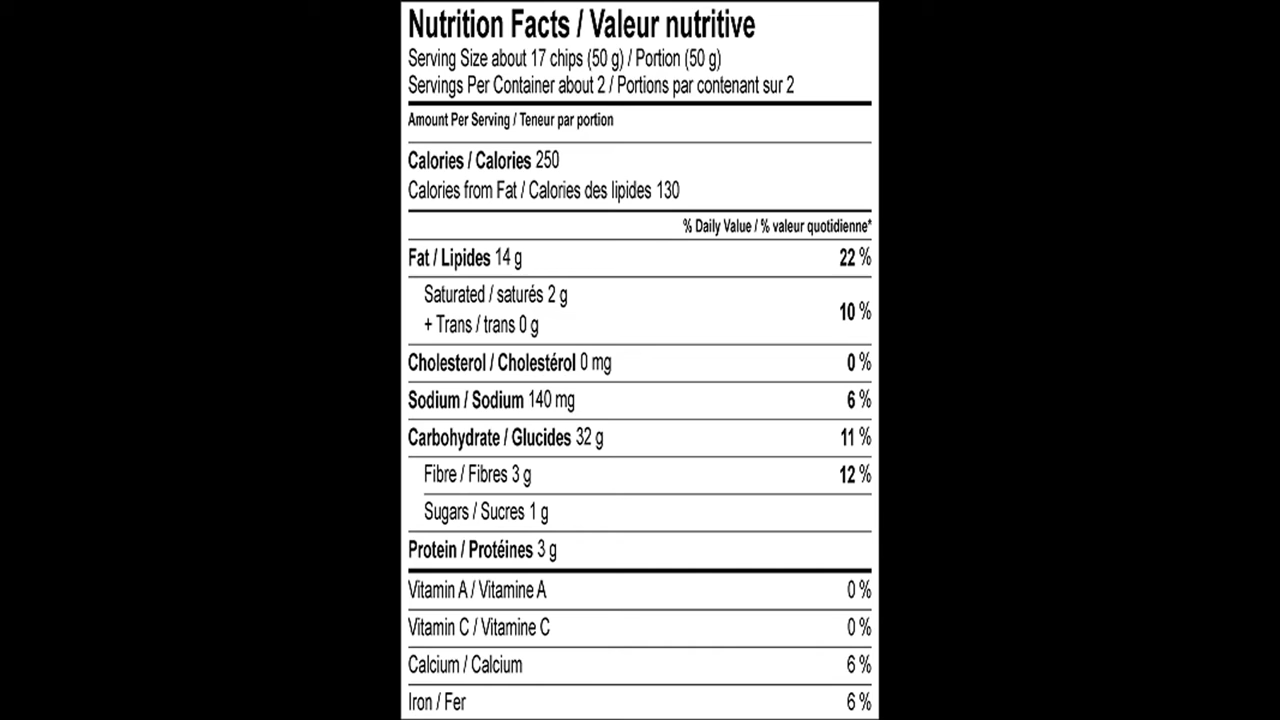 Nutrition Facts / Valeur nutritive
Serving Size about 17 chips (50 g) / Portion (50 g)
Servings Per Container about 2 / Portions par contenant sur 2
Amount Per Serving / Teneur par portion
Calories / Calories 250
Calories from Fat / Calories des lipides 130
% Daily Value / % valeur quotidienne*
Fat / Lipides 14 g 22 %
Saturated / saturés 2 g
+ Trans / trans 0 g 10 %
Cholesterol / Cholestérol 0 mg 0 %
Sodium / Sodium 140 mg 6 %
Carbohydrate / Glucides 32 g 11 %
Fibre / Fibres 3 g 12 %
Sugars / Sucres 1 g
Protein / Protéines 3 g
Vitamin A / Vitamine A 0 %
Vitamin C / Vitamine C 0 %
Calcium / Calcium 6 %
Iron / Fer 6 %